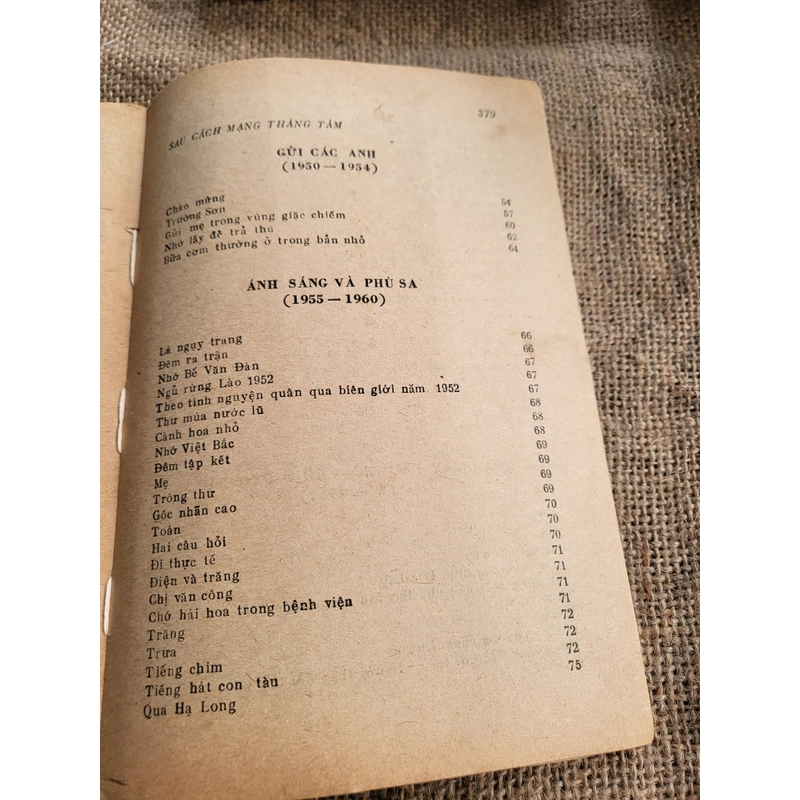 379
SAU CÁCH MẠNG THÁNG TÁM
GỬI CÁC ANH
(1950 — 1954)
Chào mừng 54
Trường Sơn 57
Gửi mẹ trong vùng giặc chiếm 60
Nhớ lấy để trả thù 62
Bữa cơm thường ở trong bản nhỏ 64
ÁNH SÁNG VÀ PHÙ SA
(1955 — 1960)
Lá ngụy trang 66
Đêm ra trận 66
Nhớ Bế Văn Đàn 67
Ngủ rừng Lào 1952 67
Theo tình nguyện quân qua biên giới năm 1952 67
Thư mùa nước lũ 68
Cành hoa nhỏ 68
Nhớ Việt Bắc 68
Đêm tập kết 69
Mẹ 69
Tròng thư 69
Góc nhãn cao 69
Toán 70
Hai câu hỏi 70
Đi thực tế 70
Điện và trăng 71
Chị văn công 71
Chớ hái hoa trong bệnh viện 71
Trăng 71
Trưa 72
Tiếng chim 72
Tiếng hát con tàu 72
Qua Hạ Long 75